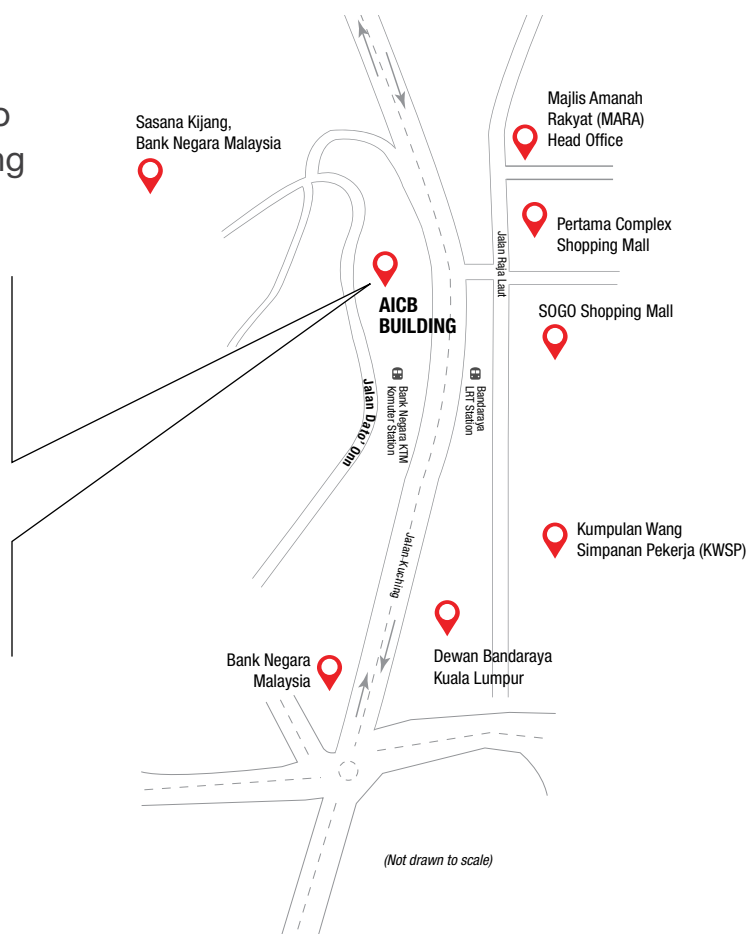 o
ng
Majlis Amanah
Rakyat (MARA)
Head Office
Sasana Kijang,
Bank Negara Malaysia
Pertama Complex
Shopping Mall
Jalan Raja Laut
AICB
BUILDING
SOGO Shopping Mall
Bank Negara KTM
Komuter Station
Bandaraya
LRT Station
Jalan Dato' Onn
Kumpulan Wang
Simpanan Pekerja (KWSP)
Jalan Kuching
Bank Negara
Malaysia
Dewan Bandaraya
Kuala Lumpur
(Not drawn to scale)